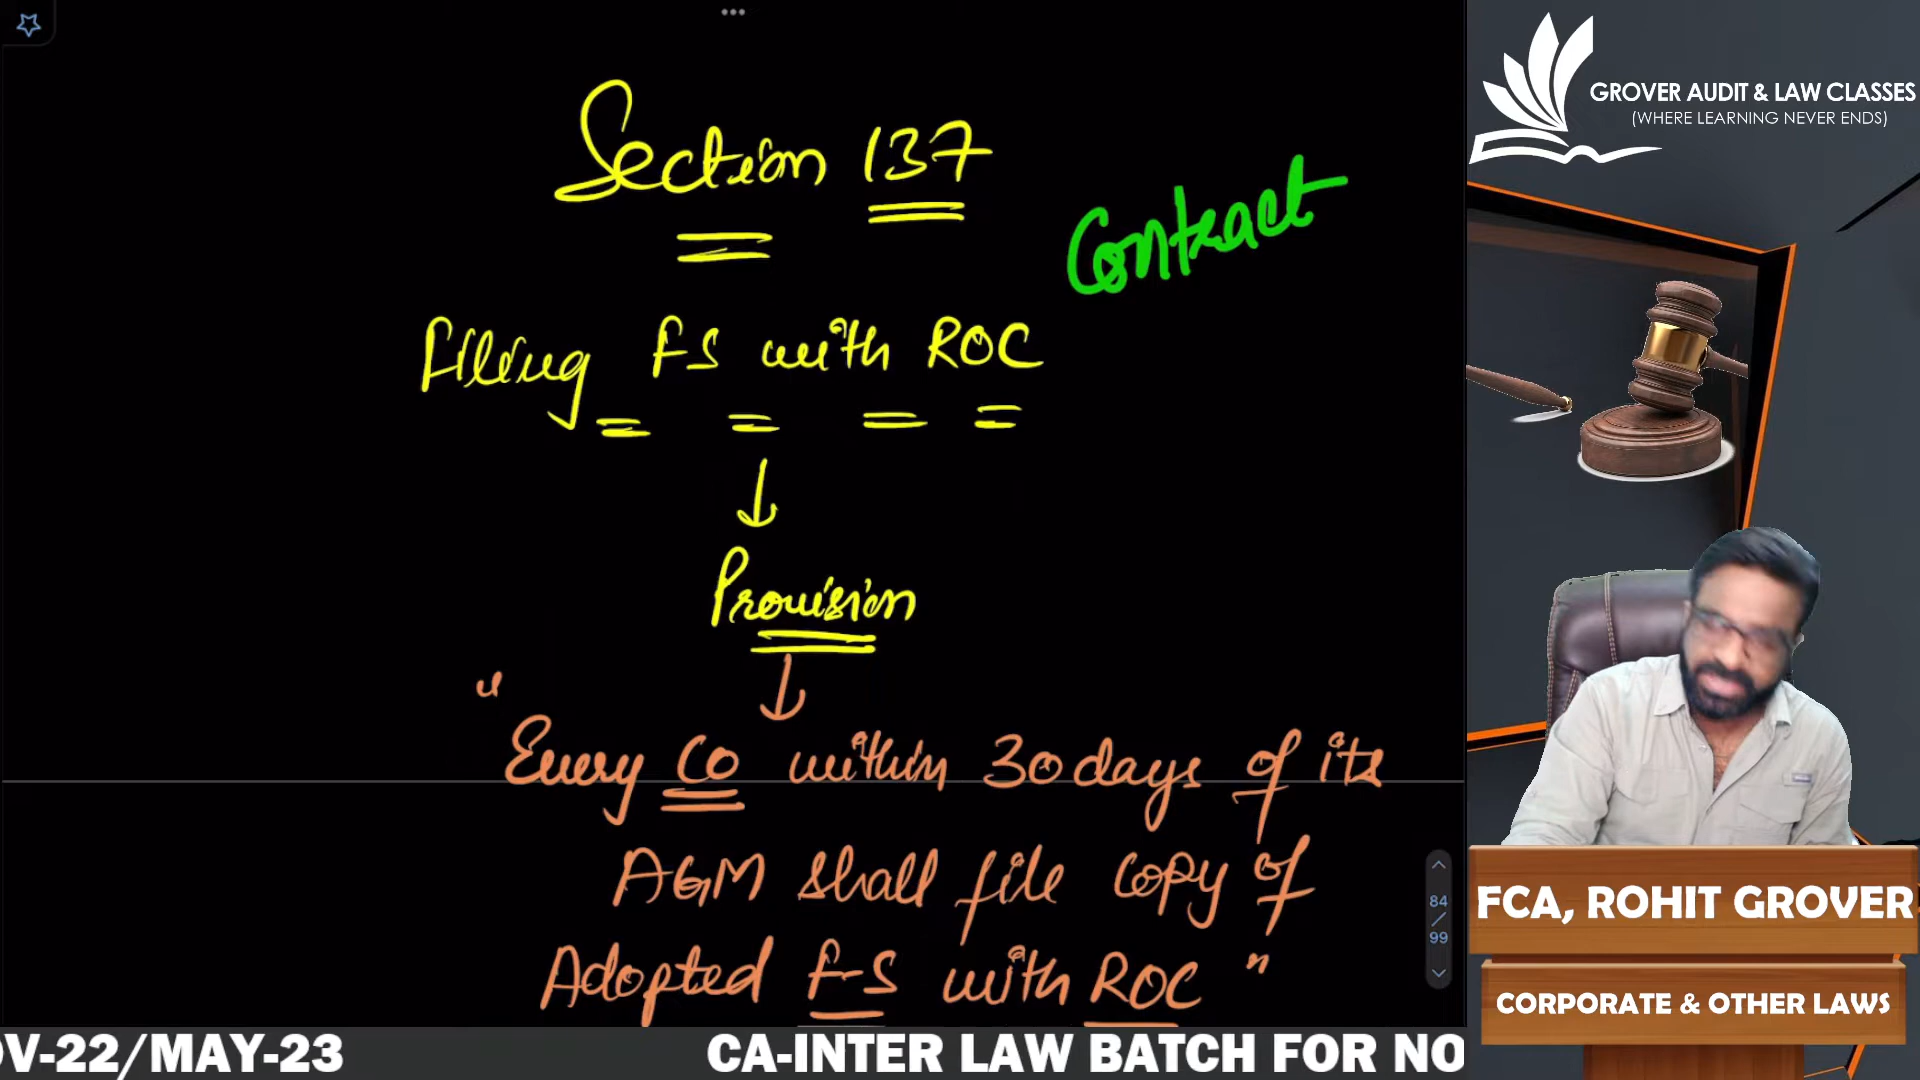 Section 137
Contract
Filing FS with ROC
Provision
"Every Co within 30 days of its
AGM shall file copy of
Adopted F-S with ROC"
84
99
GROVER AUDIT & LAW CLASSES
(WHERE LEARNING NEVER ENDS)
FCA, ROHIT GROVER
CORPORATE & OTHER LAWS
OV-22/MAY-23 CA-INTER LAW BATCH FOR NO